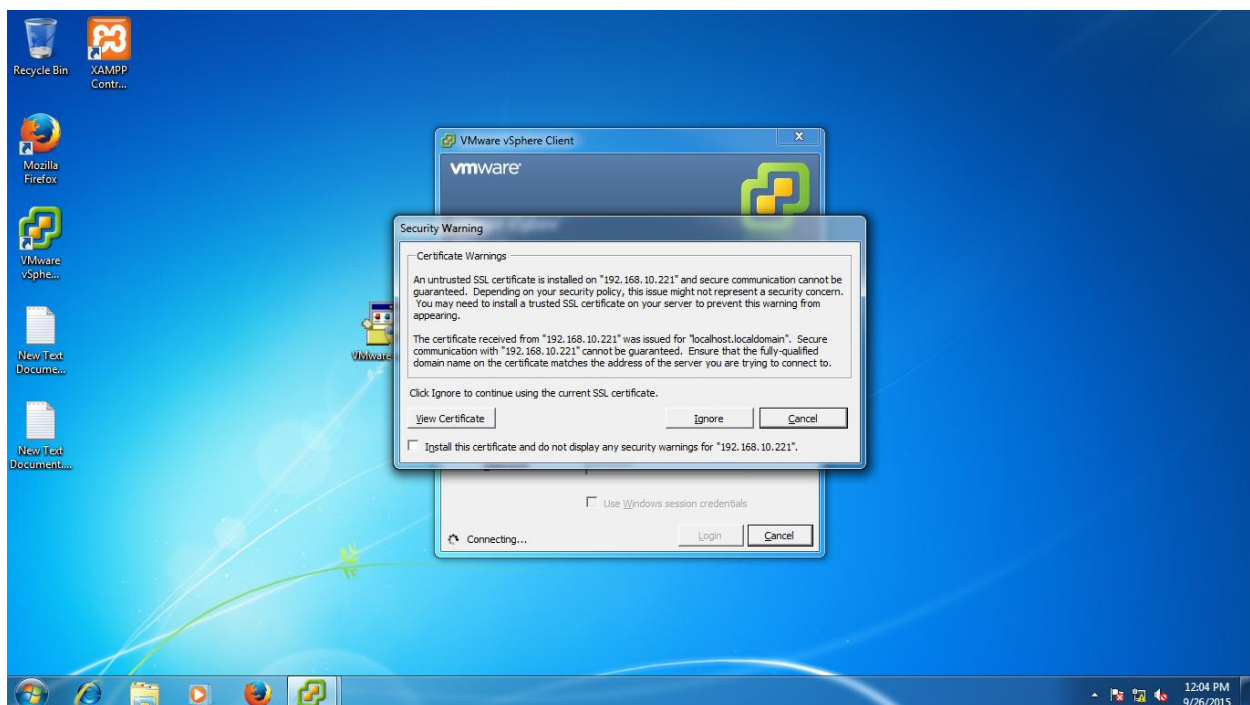 Recycle Bin
XAMPP
Contr...
Mozilla
Firefox
VMware
vSphe...
New Text
Docume...
New Text
Document....
VMware
VMware vSphere Client
vmware
Security Warning
Certificate Warnings
An untrusted SSL certificate is installed on "192.168.10.221" and secure communication cannot be
guaranteed. Depending on your security policy, this issue might not represent a security concern.
You may need to install a trusted SSL certificate on your server to prevent this warning from
appearing.
The certificate received from "192.168.10.221" was issued for "localhost.localdomain". Secure
communication with "192.168.10.221" cannot be guaranteed. Ensure that the fully-qualified
domain name on the certificate matches the address of the server you are trying to connect to.
Click Ignore to continue using the current SSL certificate.
View Certificate
Ignore
Cancel
Install this certificate and do not display any security warnings for "192.168.10.221".
Use Windows session credentials
Connecting...
Login
Cancel
12:04 PM
9/26/2015